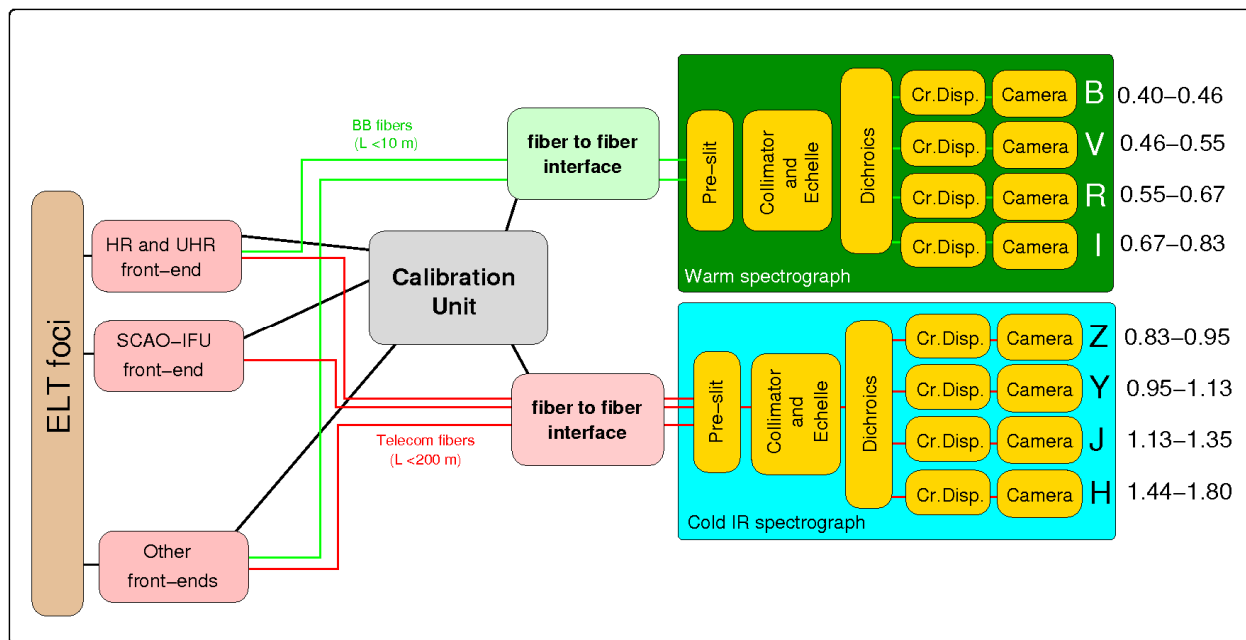 ELT foci
HR and UHR
front−end
SCAO−IFU
front−end
Other
front−ends
BB fibers
(L <10 m)
Telecom fibers
(L <200 m)
Calibration
Unit
fiber to fiber
interface
fiber to fiber
interface
Pre−slit
Collimator
and
Echelle
Dichroics
Cr.Disp. Camera B 0.40−0.46
Cr.Disp. Camera V 0.46−0.55
Cr.Disp. Camera R 0.55−0.67
Cr.Disp. Camera I 0.67−0.83
Warm spectrograph
Pre−slit
Collimator
and
Echelle
Dichroics
Cr.Disp. Camera Z 0.83−0.95
Cr.Disp. Camera Y 0.95−1.13
Cr.Disp. Camera J 1.13−1.35
Cr.Disp. Camera H 1.44−1.80
Cold IR spectrograph